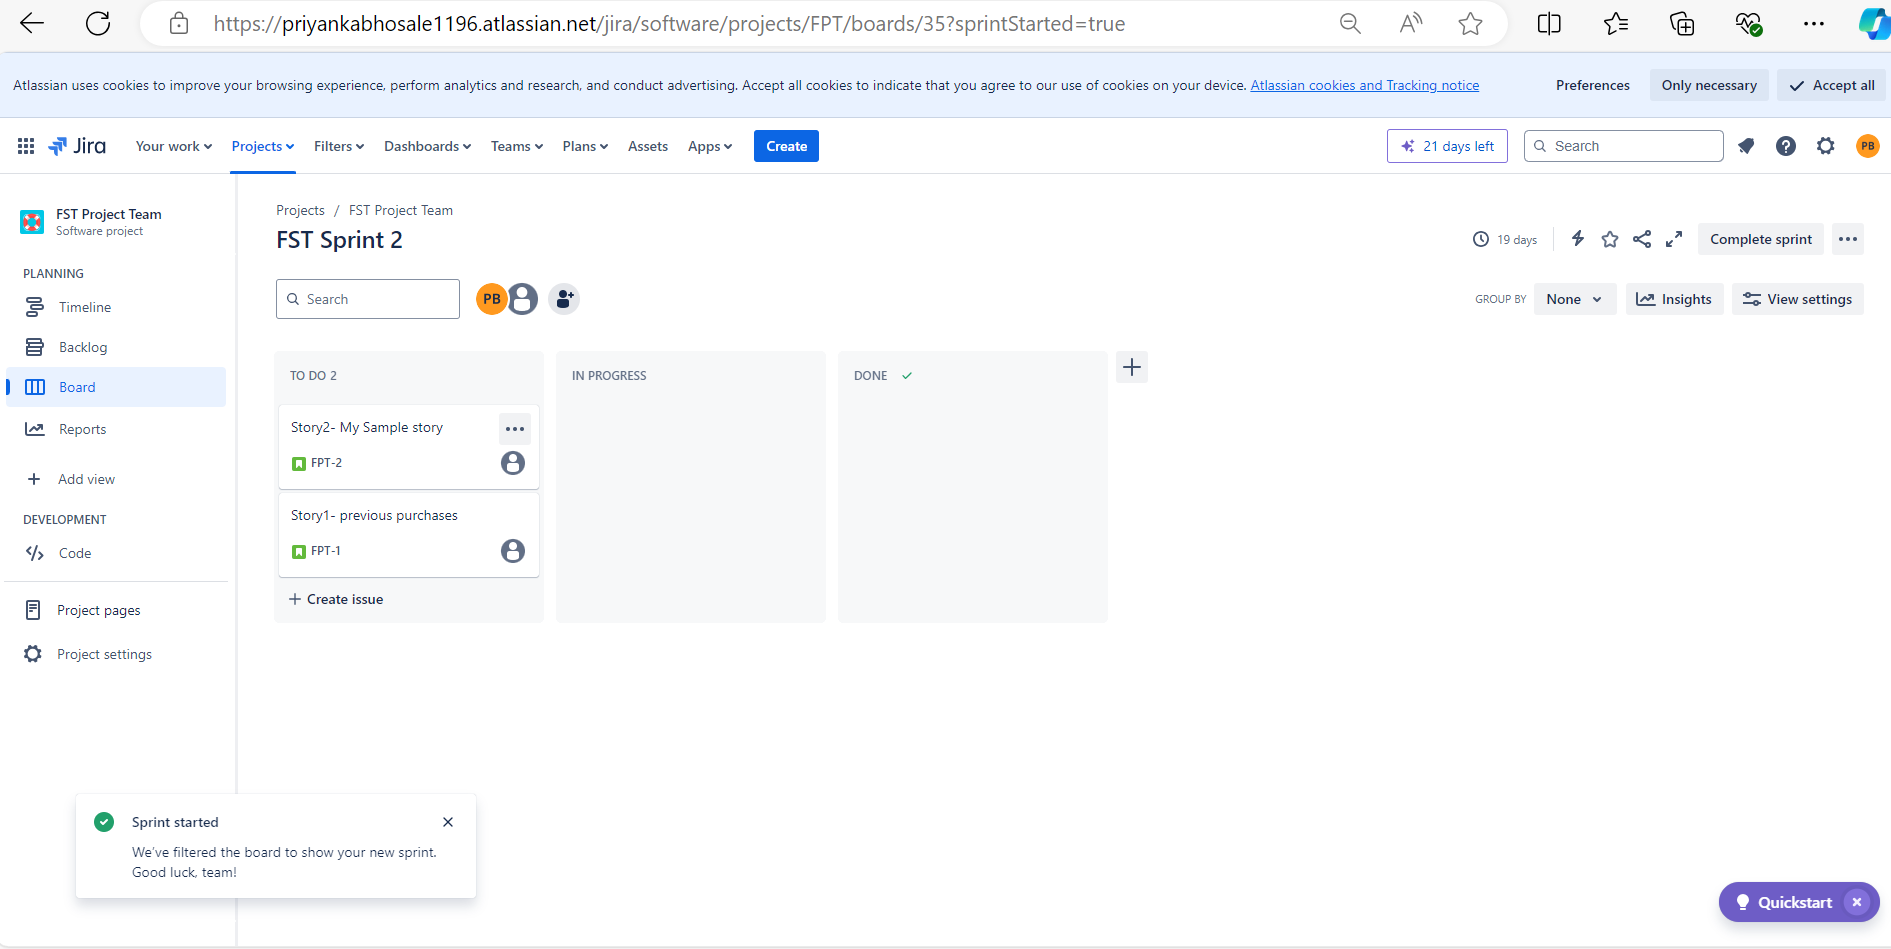 https://priyankabhosale1196.atlassian.net/jira/software/projects/FPT/boards/35?sprintStarted=true
Atlassian uses cookies to improve your browsing experience, perform analytics and research, and conduct advertising. Accept all cookies to indicate that you agree to our use of cookies on your device. Atlassian cookies and Tracking notice
Preferences
Only necessary
Accept all
Jira
Your work
Projects
Filters
Dashboards
Teams
Plans
Assets
Apps
Create
21 days left
Search
PB
FST Project Team
Software project
PLANNING
Timeline
Backlog
Board
Reports
Add view
DEVELOPMENT
Code
Project pages
Project settings
Projects / FST Project Team
FST Sprint 2
19 days
Complete sprint
Search
PB
GROUP BY
None
Insights
View settings
TO DO 2
Story2- My Sample story
FPT-2
Story1- previous purchases
FPT-1
Create issue
IN PROGRESS
DONE
Sprint started
We've filtered the board to show your new sprint.
Good luck, team!
Quickstart